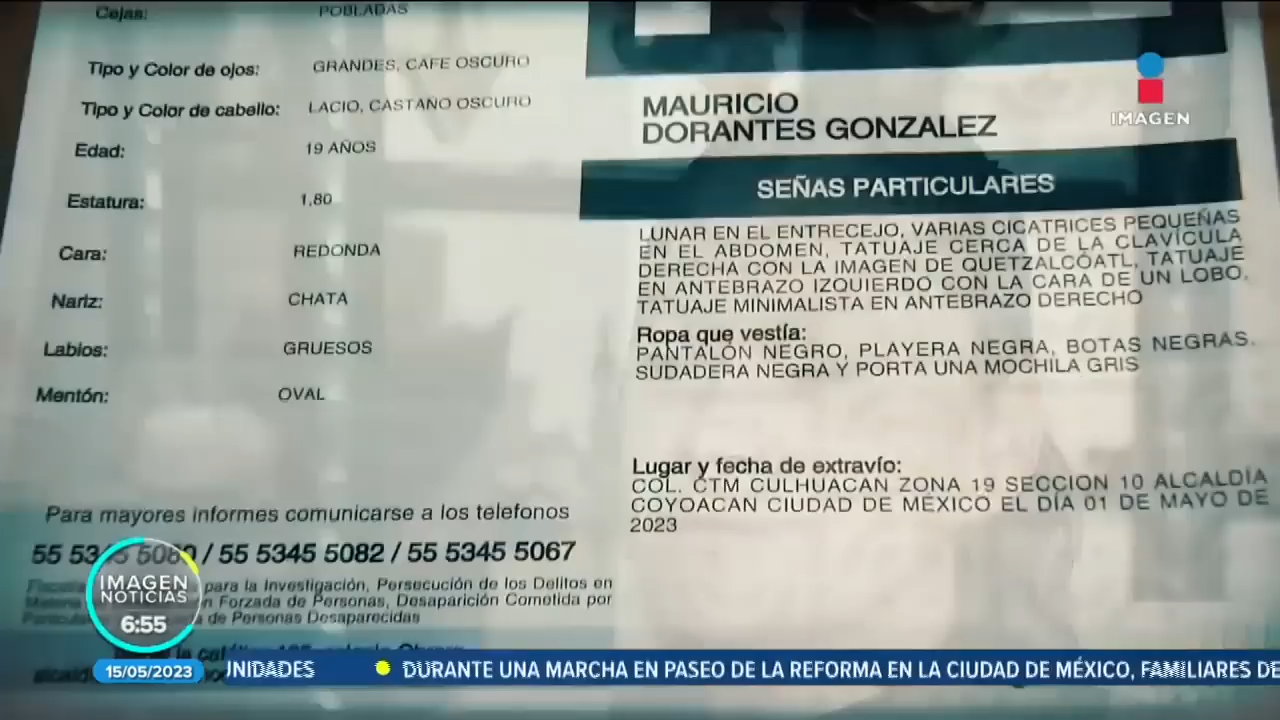 Cejas: POBLADAS
Tipo y Color de ojos: GRANDES, CAFE OSCURO
Tipo y Color de cabello: LACIO, CASTAÑO OSCURO
Edad: 19 AÑOS
Estatura: 1,80
Cara: REDONDA
Nariz: CHATA
Labios: GRUESOS
Mentón: OVAL
Para mayores informes comunicarse a los telefonos
/ 55 5345 5082 / 55 5345 5067
para la Investigación, Persecución de los Delitos en
Forzada de Personas, Desaparición Cometida por
de Personas Desaparecidas
MAURICIO
DORANTES GONZALEZ
SEÑAS PARTICULARES
LUNAR EN EL ENTRECEJO, VARIAS CICATRICES PEQUEÑAS
EN EL ABDOMEN, TATUAJE CERCA DE LA CLAVÍCULA
DERECHA CON LA IMAGEN DE QUETZALCÓATL, TATUAJE
EN ANTEBRAZO IZQUIERDO CON LA CARA DE UN LOBO,
TATUAJE MINIMALISTA EN ANTEBRAZO DERECHO
Ropa que vestía:
PANTALÓN NEGRO, PLAYERA NEGRA, BOTAS NEGRAS.
SUDADERA NEGRA Y PORTA UNA MOCHILA GRIS
Lugar y fecha de extravío:
COL. CTM CULHUACAN ZONA 19 SECCION 10 ALCALDÍA
COYOACAN CIUDAD DE MÉXICO EL DÍA 01 DE MAYO DE
2023
IMAGEN
IMAGEN
NOTICIAS
6:55
15/05/2023
UNIDADES DURANTE UNA MARCHA EN PASEO DE LA REFORMA EN LA CIUDAD DE MÉXICO, FAMILIARES DE